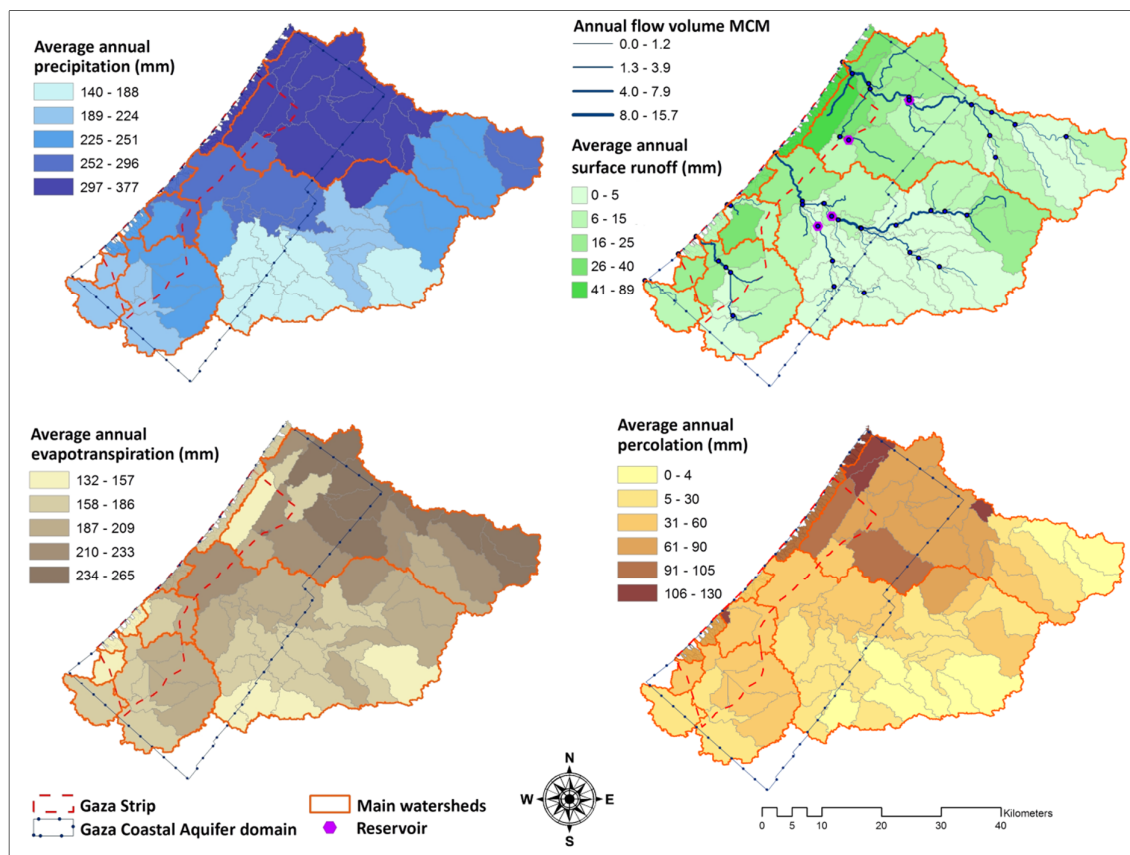 Average annual
precipitation (mm)
140 - 188
189 - 224
225 - 251
252 - 296
297 - 377
Annual flow volume MCM
0.0 - 1.2
1.3 - 3.9
4.0 - 7.9
8.0 - 15.7
Average annual
surface runoff (mm)
0 - 5
6 - 15
16 - 25
26 - 40
41 - 89
Average annual
evapotranspiration (mm)
132 - 157
158 - 186
187 - 209
210 - 233
234 - 265
Average annual
percolation (mm)
0 - 4
5 - 30
31 - 60
61 - 90
91 - 105
106 - 130
Gaza Strip
Gaza Coastal Aquifer domain
Main watersheds
Reservoir
N
W E
S
Kilometers
0 5 10 20 30 40